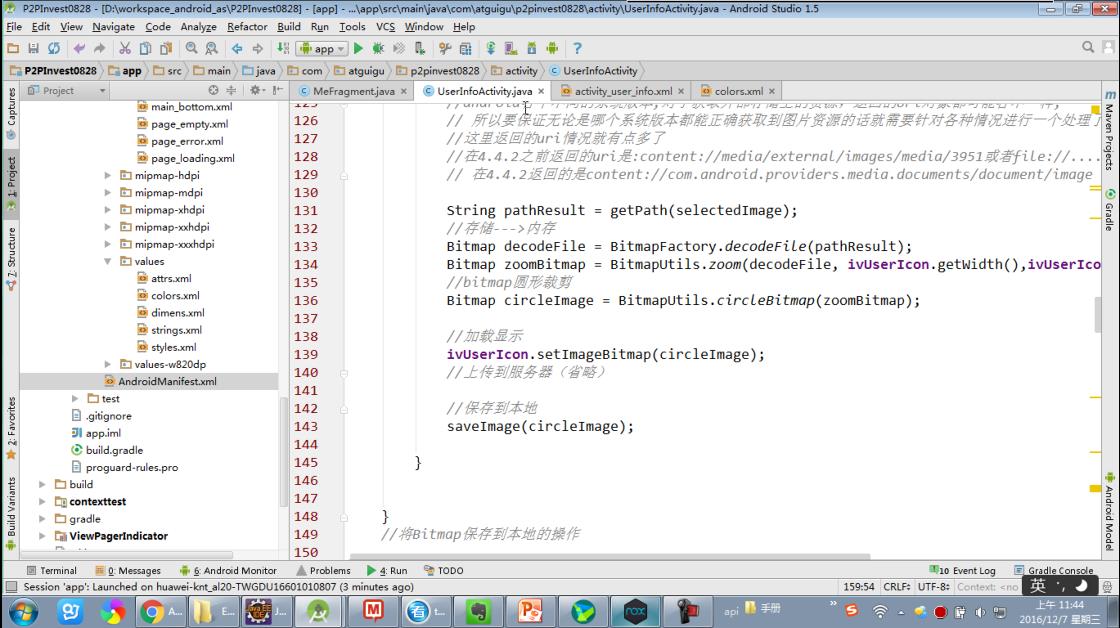 P2PInvest0828 - [D:\workspace_android_as\P2PInvest0828] - [app] - ...\app\src\main\java\com\atguigu\p2pinvest0828\activity\UserInfoActivity.java - Android Studio 1.5
File Edit View Navigate Code Analyze Refactor Build Run Tools VCS Window Help
app
P2PInvest0828 app src main java com atguigu p2pinvest0828 activity UserInfoActivity
Project
MeFragment.java UserInfoActivity.java activity_user_info.xml colors.xml
Captures
1: Project
7: Structure
2: Favorites
Build Variants
main_bottom.xml
page_empty.xml
page_error.xml
page_loading.xml
mipmap-hdpi
mipmap-mdpi
mipmap-xhdpi
mipmap-xxhdpi
mipmap-xxxhdpi
values
attrs.xml
colors.xml
dimens.xml
strings.xml
styles.xml
values-w820dp
AndroidManifest.xml
test
.gitignore
app.iml
build.gradle
proguard-rules.pro
build
contexttest
gradle
ViewPagerIndicator
126 // 所以要保证无论是哪个系统版本都能正确获取到图片资源的话就需要针对各种情况进行一个处理了
127 //这里返回的uri情况就有点多了
128 //在4.4.2之前返回的uri是:content://media/external/images/media/3951或者file://....
129 // 在4.4.2返回的是content://com.android.providers.media.documents/document/image
130
131 String pathResult = getPath(selectedImage);
132 //存储--->内存
133 Bitmap decodeFile = BitmapFactory.decodeFile(pathResult);
134 Bitmap zoomBitmap = BitmapUtils.zoom(decodeFile, ivUserIcon.getWidth(),ivUserIco
135 //bitmap圆形裁剪
136 Bitmap circleImage = BitmapUtils.circleBitmap(zoomBitmap);
137
138 //加载显示
139 ivUserIcon.setImageBitmap(circleImage);
140 //上传到服务器（省略）
141
142 //保存到本地
143 saveImage(circleImage);
144
145 }
146
147
148 }
149 //将Bitmap保存到本地的操作
150
Maven Projects
Gradle
Android Model
Terminal 0: Messages 6: Android Monitor Problems 4: Run TODO 10 Event Log Gradle Console
Session 'app': Launched on huawei-knt_al20-TWGDU16601010807 (3 minutes ago) 159:54 CRLF÷ UTF-8÷ Context: <no
英
A... E... J... t... api 手册
上午 11:44
2016/12/7 星期三